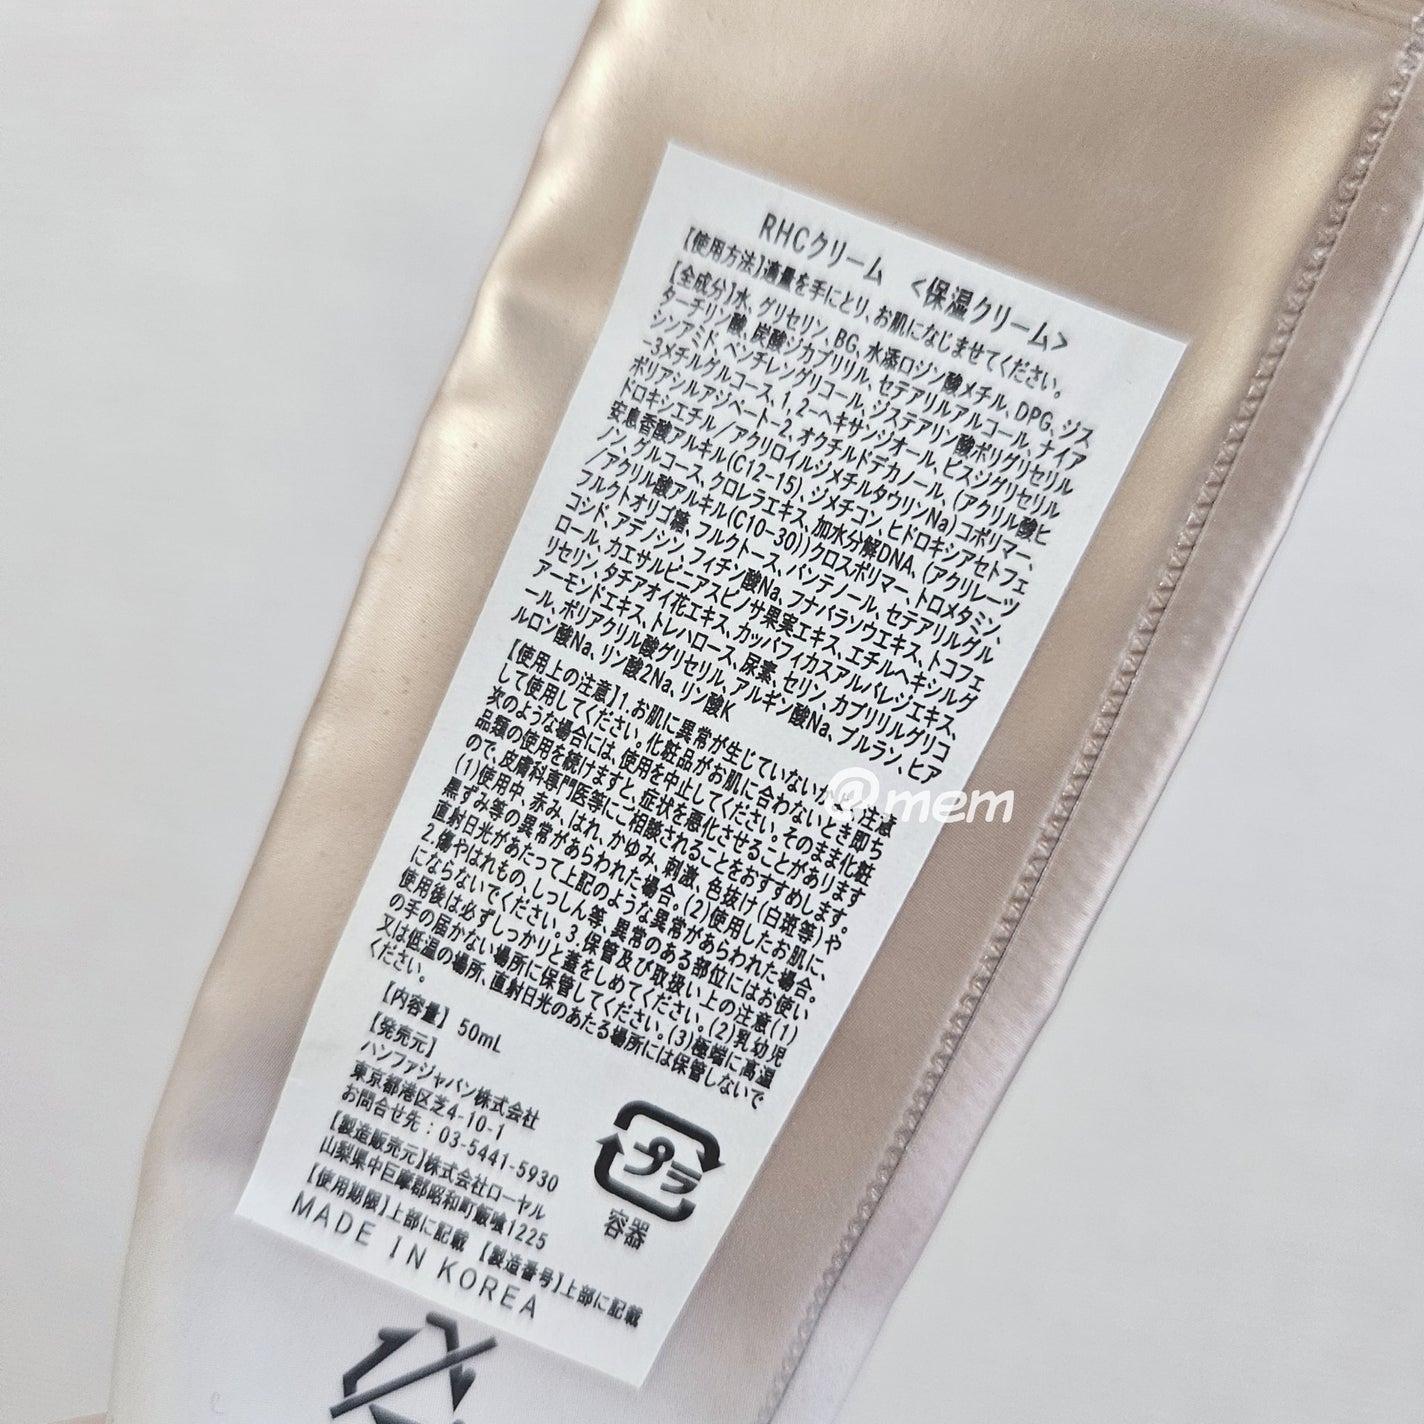 RHCクリーム　<保湿クリーム>
【使用方法】適量を手にとり、お肌になじませてください。
【全成分】水、グリセリン、BG、水添ロジン酸メチル、DPG、ジス
ターチリン酸、炭酸ジカプリリル、セテアリルアルコール、ナイア
シンアミド、ペンチレングリコール、ジステアリン酸ポリグリセリル
-3メチルグルコース、1,2-ヘキサンジオール、ビスジグリセリル
ポリアシルアジペート-2、オクチルドデカノール、(アクリル酸ヒ
ドロキシエチル/アクリロイルジメチルタウリンNa)コポリマー、
安息香酸アルキル(C12-15)、ジメチコン、ヒドロキシアセトフェ
ノン、グルコース、クロレラエキス、加水分解DNA、(アクリレーツ
/アクリル酸アルキル(C10-30))クロスポリマー、トロメタミン、
フルクトオリゴ糖、フルクトース、パンテノール、セテアリルグル
コシド、アデノシン、フィチン酸Na、フナバラソウエキス、トコフェ
ロール、カエサルピニアスピノサ果実エキス、エチルヘキシルグ
リセリン、タチアオイ花エキス、カッパフィカスアルバレジエキス、
アーモンドエキス、トレハロース、尿素、セリン、カプリリルグリコ
ール、ポリアクリル酸グリセリル、アルギン酸Na、プルラン、ヒア
ルロン酸Na、リン酸2Na、リン酸K
【使用上の注意】1.お肌に異常が生じていないか 注意
して使用してください。化粧品がお肌に合わないとき即ち
次のような場合には、使用を中止してください。そのまま化粧
品類の使用を続けますと、症状を悪化させることがあります
ので、皮膚科専門医等にご相談されることをおすすめします。
(1)使用中、赤み、はれ、かゆみ、刺激、色抜け(白斑等)や
黒ずみ等の異常があらわれた場合。(2)使用したお肌に、
直射日光があたって上記のような異常があらわれた場合。
2.傷やはれもの、しっしん等、異常のある部位にはお使い
にならないでください。3.保管及び取扱い上の注意(1)
使用後は必ずしっかりと蓋をしめてください。(2)乳幼児
の手の届かない場所に保管してください。(3)極端に高温
又は低温の場所、直射日光のあたる場所には保管しないで
ください。
【内容量】50mL
【発売元】
ハンファジャパン株式会社
東京都港区芝4-10-1
お問合せ先：03-5441-5930
【製造販売元】株式会社ローヤル
山梨県中巨摩郡昭和町飯喰1225
【使用期限】上部に記載 【製造番号】上部に記載
MADE IN KOREA
プラ
容器
@mem